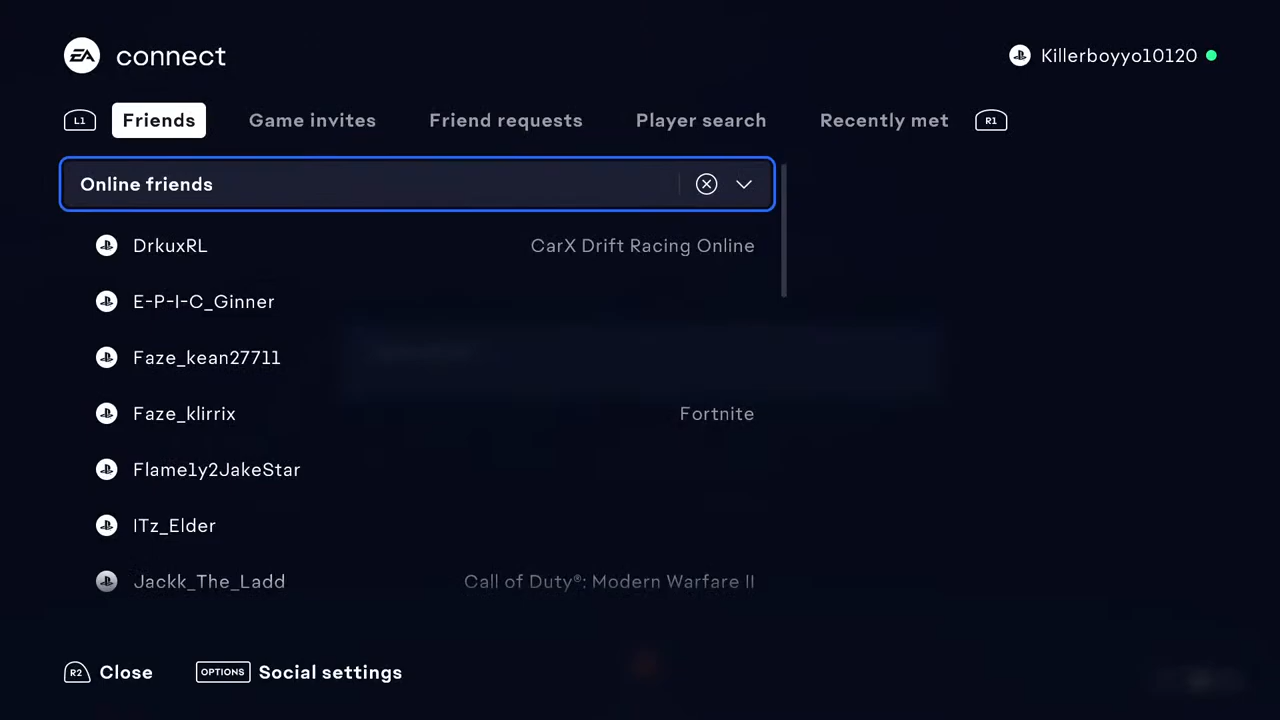 EA connect
Killerboyyo10120
L1 Friends Game invites Friend requests Player search Recently met R1
Online friends
DrkuxRL CarX Drift Racing Online
E-P-I-C_Ginner
Faze_kean27711
Faze_klirrix Fortnite
Flame1y2JakeStar
ITz_Elder
Jackk_The_Ladd Call of Duty®: Modern Warfare II
R2 Close OPTIONS Social settings